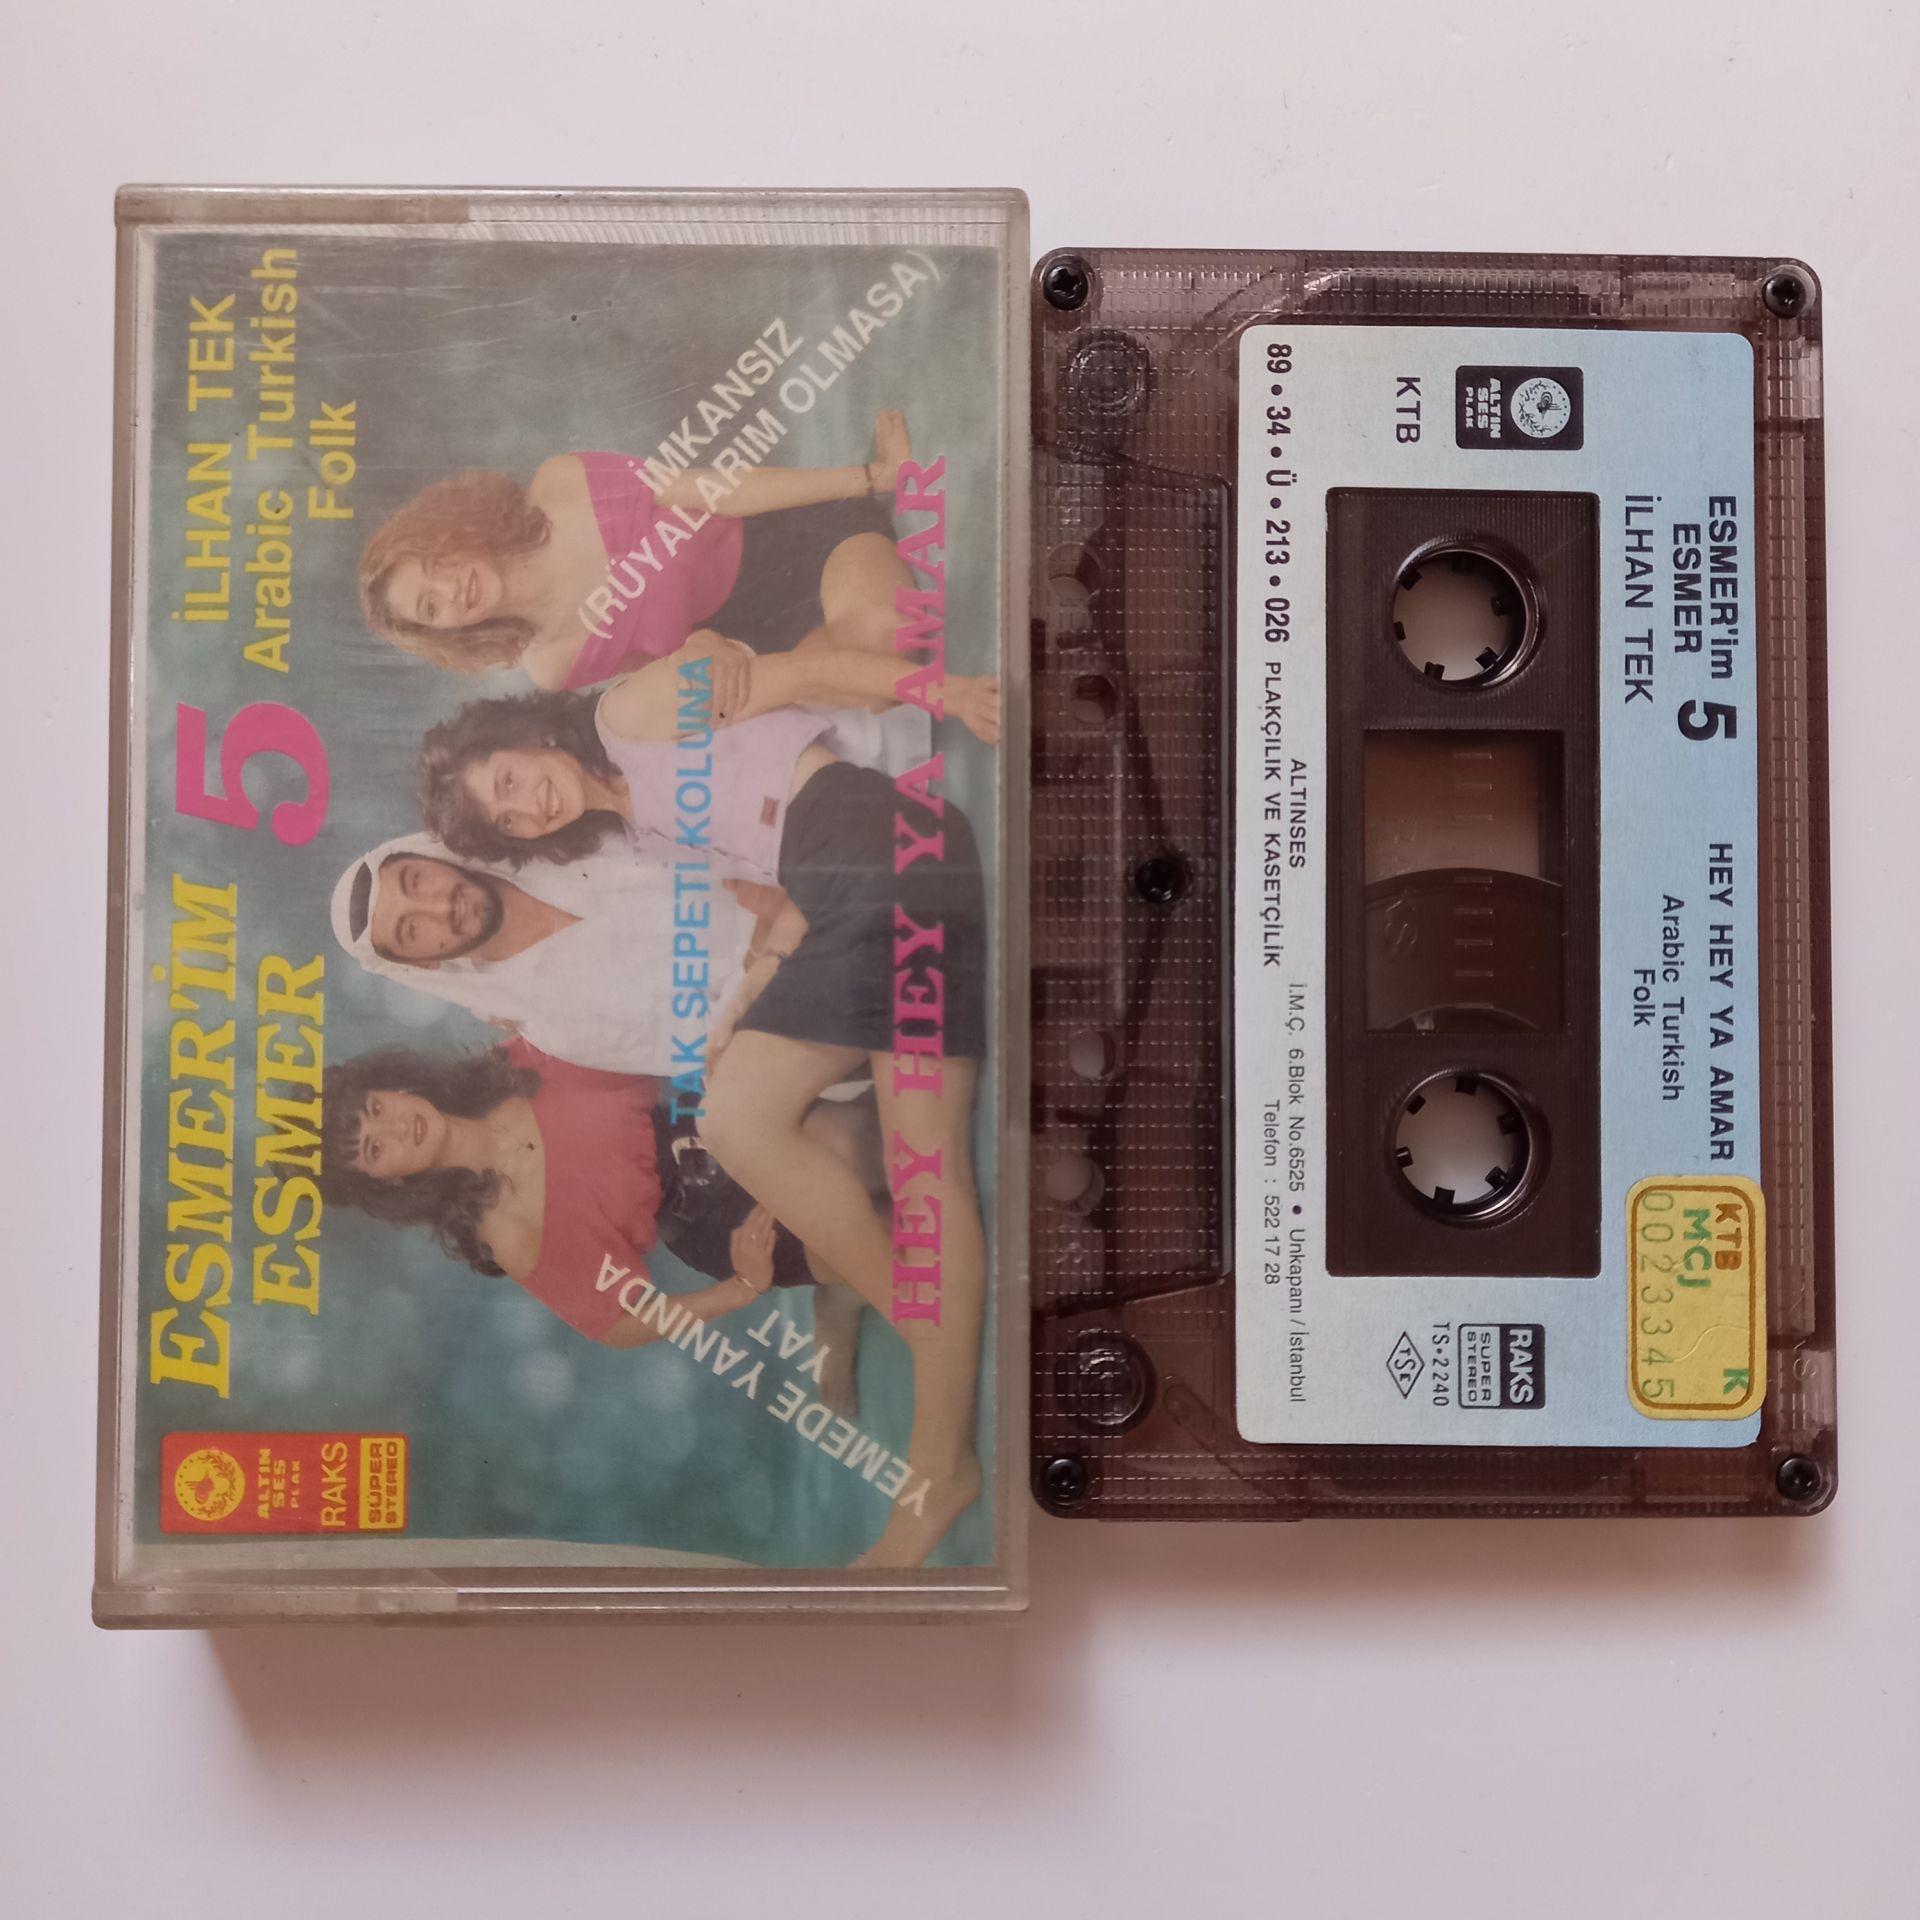 ESMER'İM
ESMER
5
İLHAN TEK
Arabic Turkish
Folk
ALTIN
SES
PLAK
RAKS
SÜPER
STEREO
İMKANSIZ
(RÜYALARIM OLMASA)
TAK SEPETİ KOLUNA
YEMEDE YANINDA
YAT
HEY HEY YA AMAR
ESMER'im
ESMER
5
İLHAN TEK
HEY HEY YA AMAR
Arabic Turkish
Folk
KTB
MCJ
K
0023345
ALTIN
SES
PLAK
KTB
RAKS
SUPER
STEREO
TS•2240
TSE
89 • 34 • Ü • 213 • 026
ALTINSES
PLAKÇILIK VE KASETÇİLİK
İ.M.Ç. 6.Blok No.6525 • Unkapanı / İstanbul
Telefon : 522 17 28